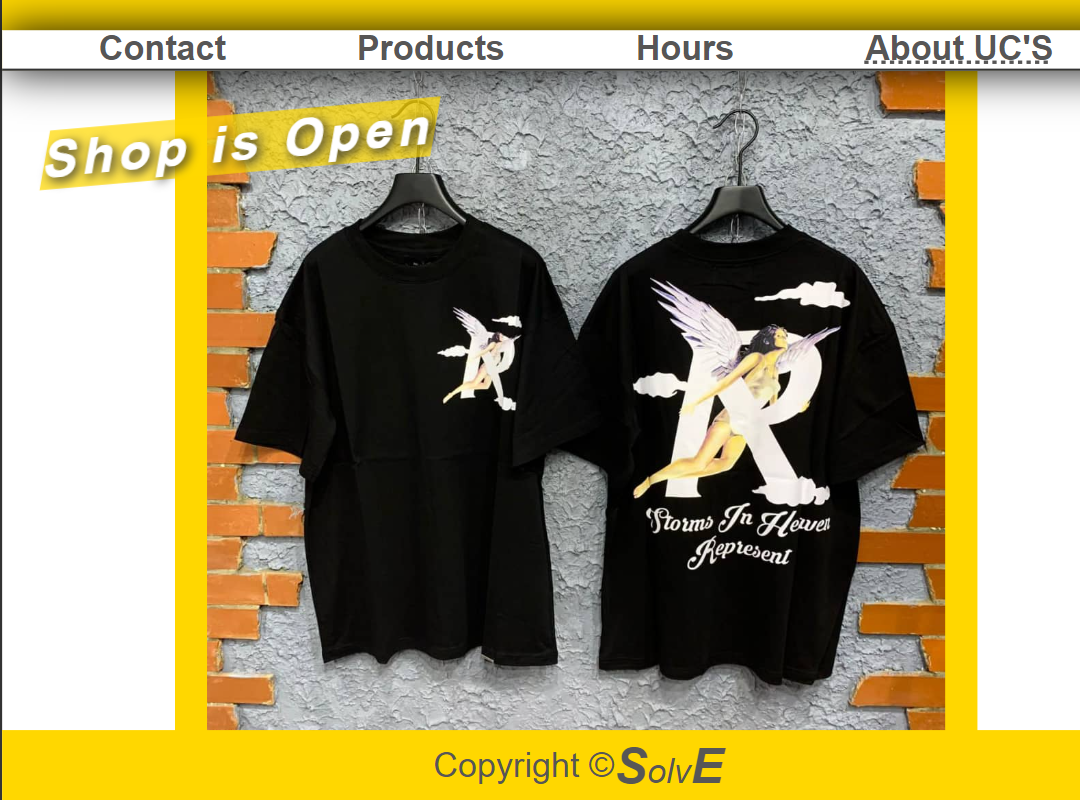 Contact Products Hours About UC'S
Shop is Open
R
R
Storms In Heaven
Represent
Copyright ©SolvE